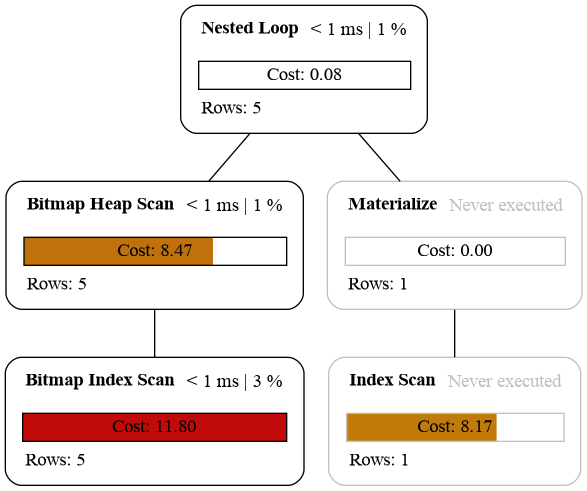 Nested Loop < 1 ms | 1 %
Cost: 0.08
Rows: 5
Bitmap Heap Scan < 1 ms | 1 %
Cost: 8.47
Rows: 5
Materialize Never executed
Cost: 0.00
Rows: 1
Bitmap Index Scan < 1 ms | 3 %
Cost: 11.80
Rows: 5
Index Scan Never executed
Cost: 8.17
Rows: 1